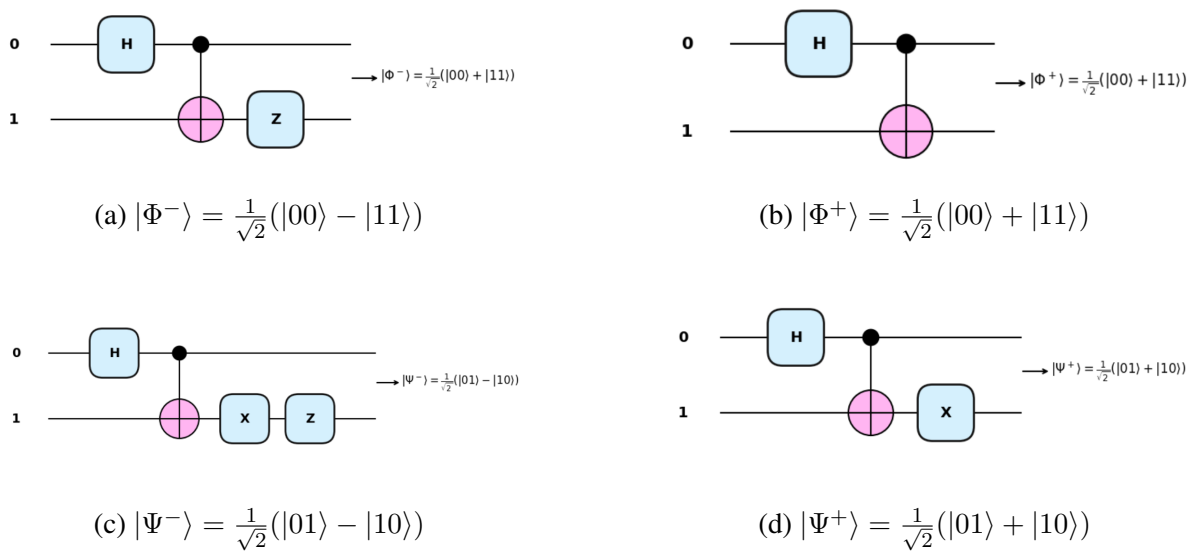 0 H
|Φ⁻⟩ = 1/√2(|00⟩ + |11⟩)
1 Z
(a) |Φ⁻⟩ = 1/√2(|00⟩ − |11⟩)
0 H
|Φ⁺⟩ = 1/√2(|00⟩ + |11⟩)
1
(b) |Φ⁺⟩ = 1/√2(|00⟩ + |11⟩)
0 H
|Ψ⁻⟩ = 1/√2(|01⟩ − |10⟩)
1 X Z
(c) |Ψ⁻⟩ = 1/√2(|01⟩ − |10⟩)
0 H
|Ψ⁺⟩ = 1/√2(|01⟩ + |10⟩)
1 X
(d) |Ψ⁺⟩ = 1/√2(|01⟩ + |10⟩)